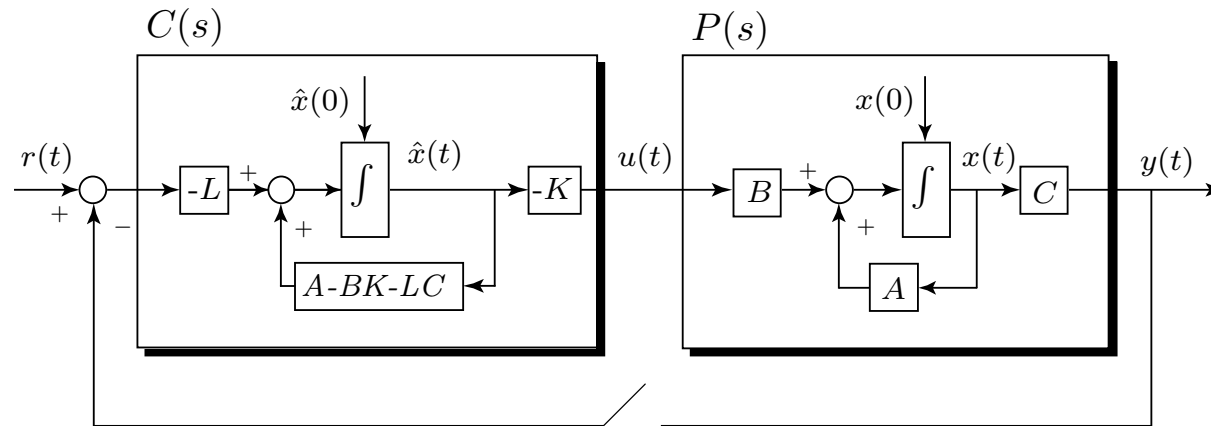 C(s)
P(s)
x̂(0)
x(0)
r(t)
x̂(t)
u(t)
x(t)
y(t)
-L
+
∫
-K
B
+
∫
C
+
−
+
+
A-BK-LC
A